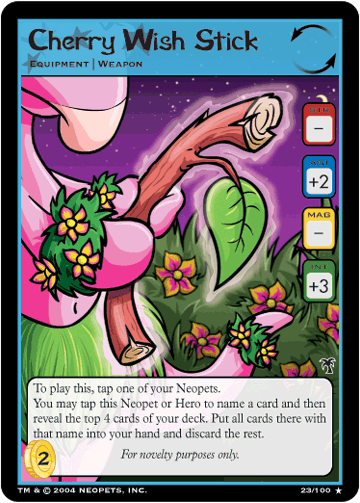 Cherry Wish Stick
EQUIPMENT | WEAPON
STR
–
AGI
+2
MAG
–
INT
+3
To play this, tap one of your Neopets.
You may tap this Neopet or Hero to name a card and then
reveal the top 4 cards of your deck. Put all cards there with
that name into your hand and discard the rest.
For novelty purposes only.
2
TM & © 2004 NEOPETS, INC.
23/100 ★